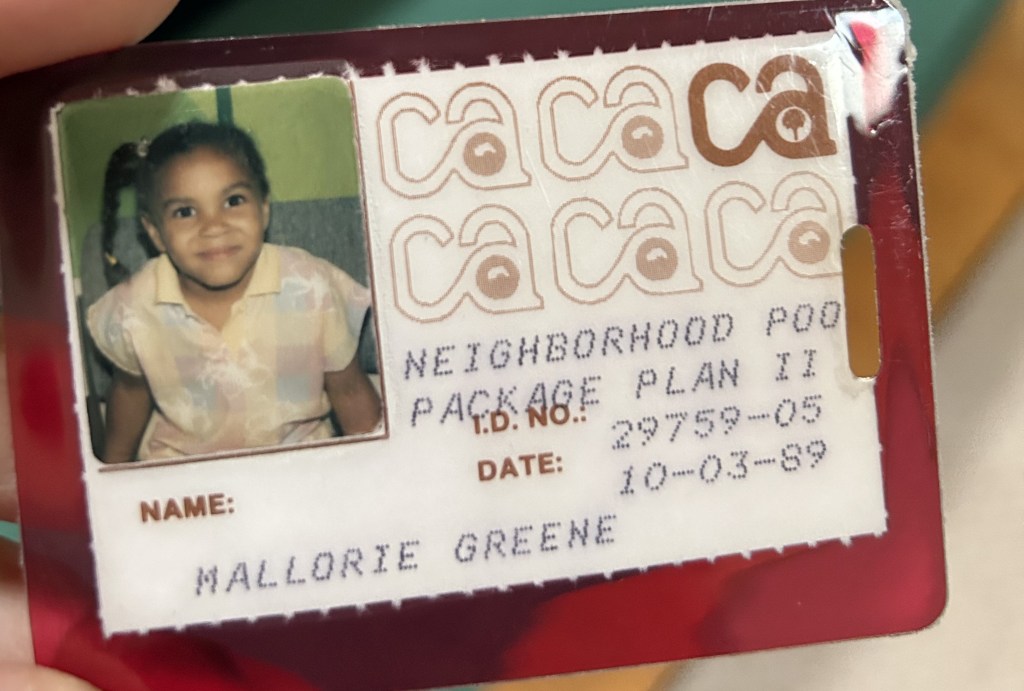 ca ca ca
ca ca ca
NEIGHBORHOOD POO
PACKAGE PLAN II
I.D. NO.: 29759-05
DATE: 10-03-89
NAME:
MALLORIE GREENE